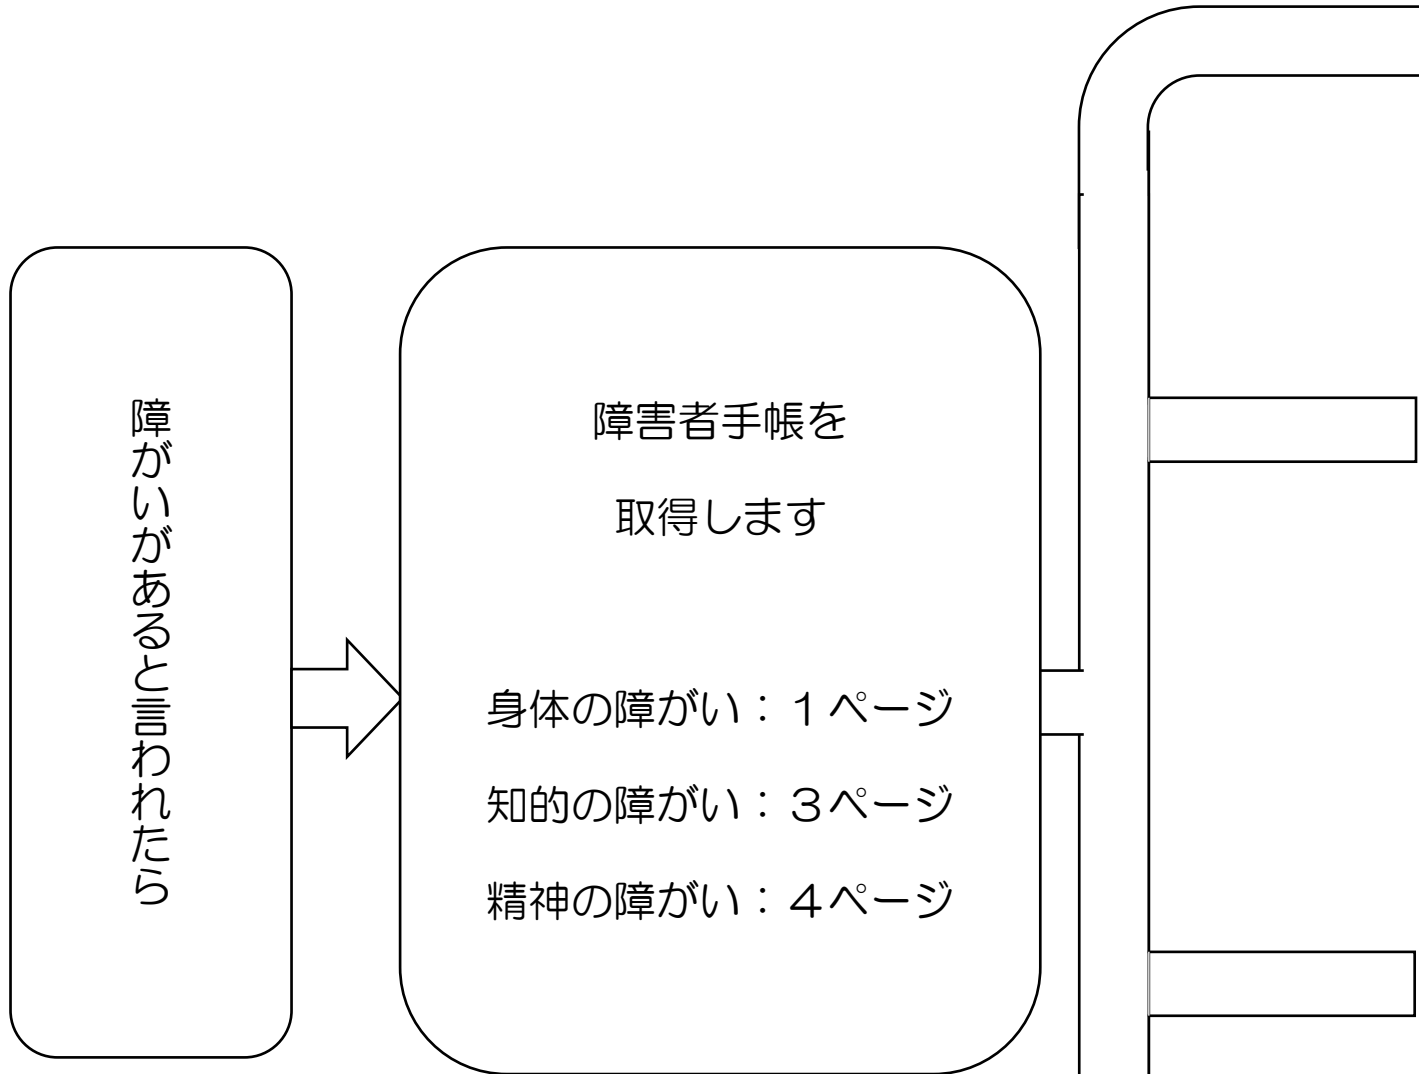 障がいがあると言われたら
障害者手帳を
取得します
身体の障がい：１ページ
知的の障がい：３ページ
精神の障がい：４ページ